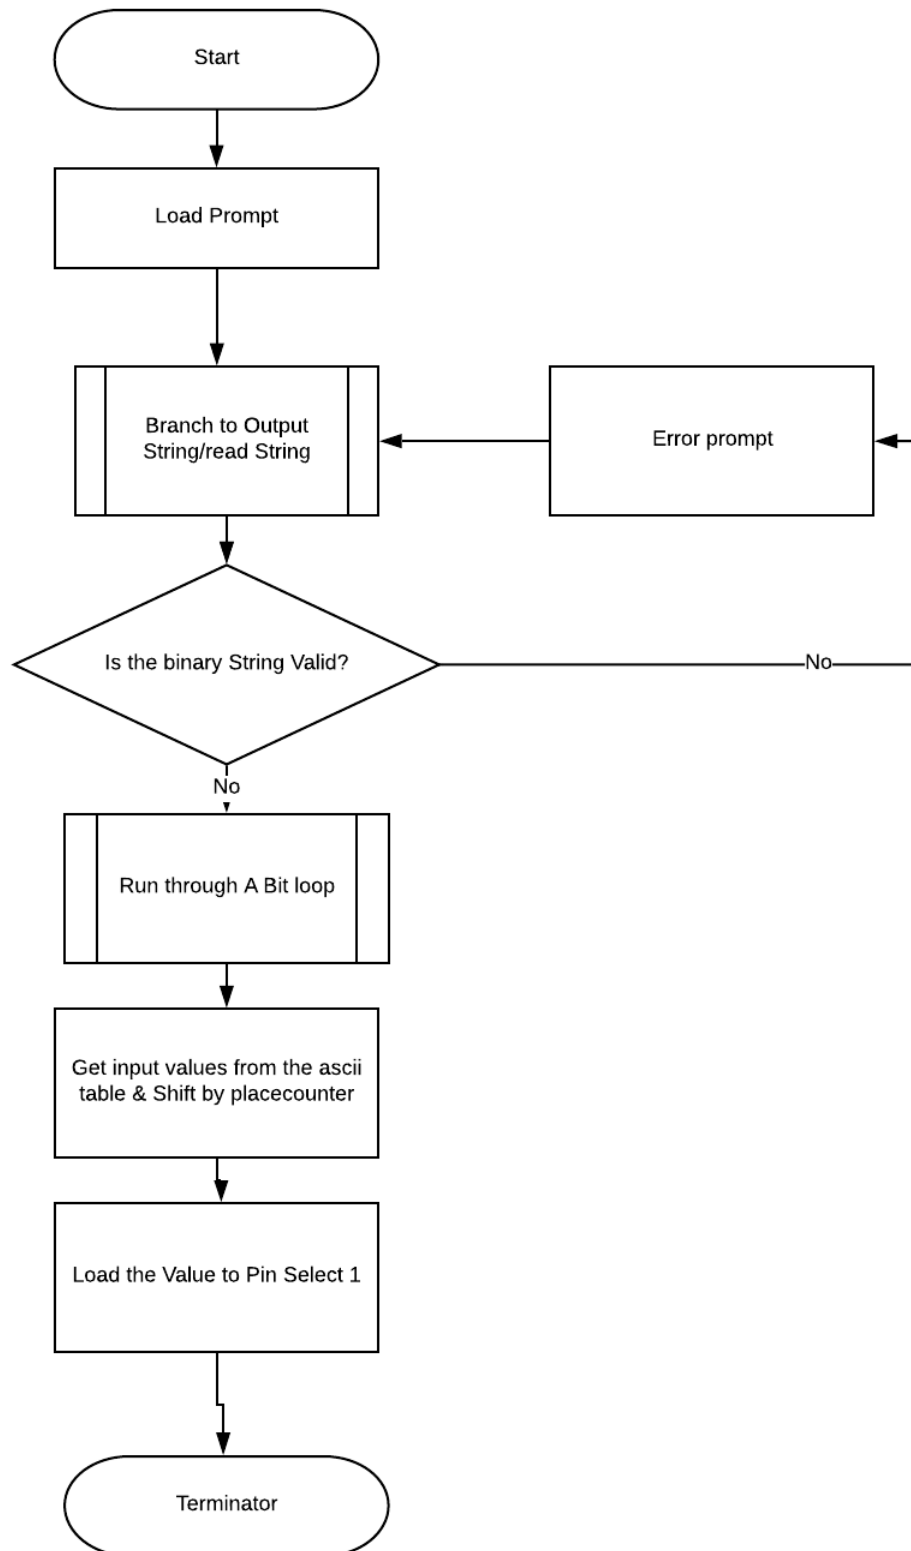 Start
Load Prompt
Branch to Output
String/read String
Error prompt
Is the binary String Valid?
No
No
Run through A Bit loop
Get input values from the ascii
table & Shift by placecounter
Load the Value to Pin Select 1
Terminator